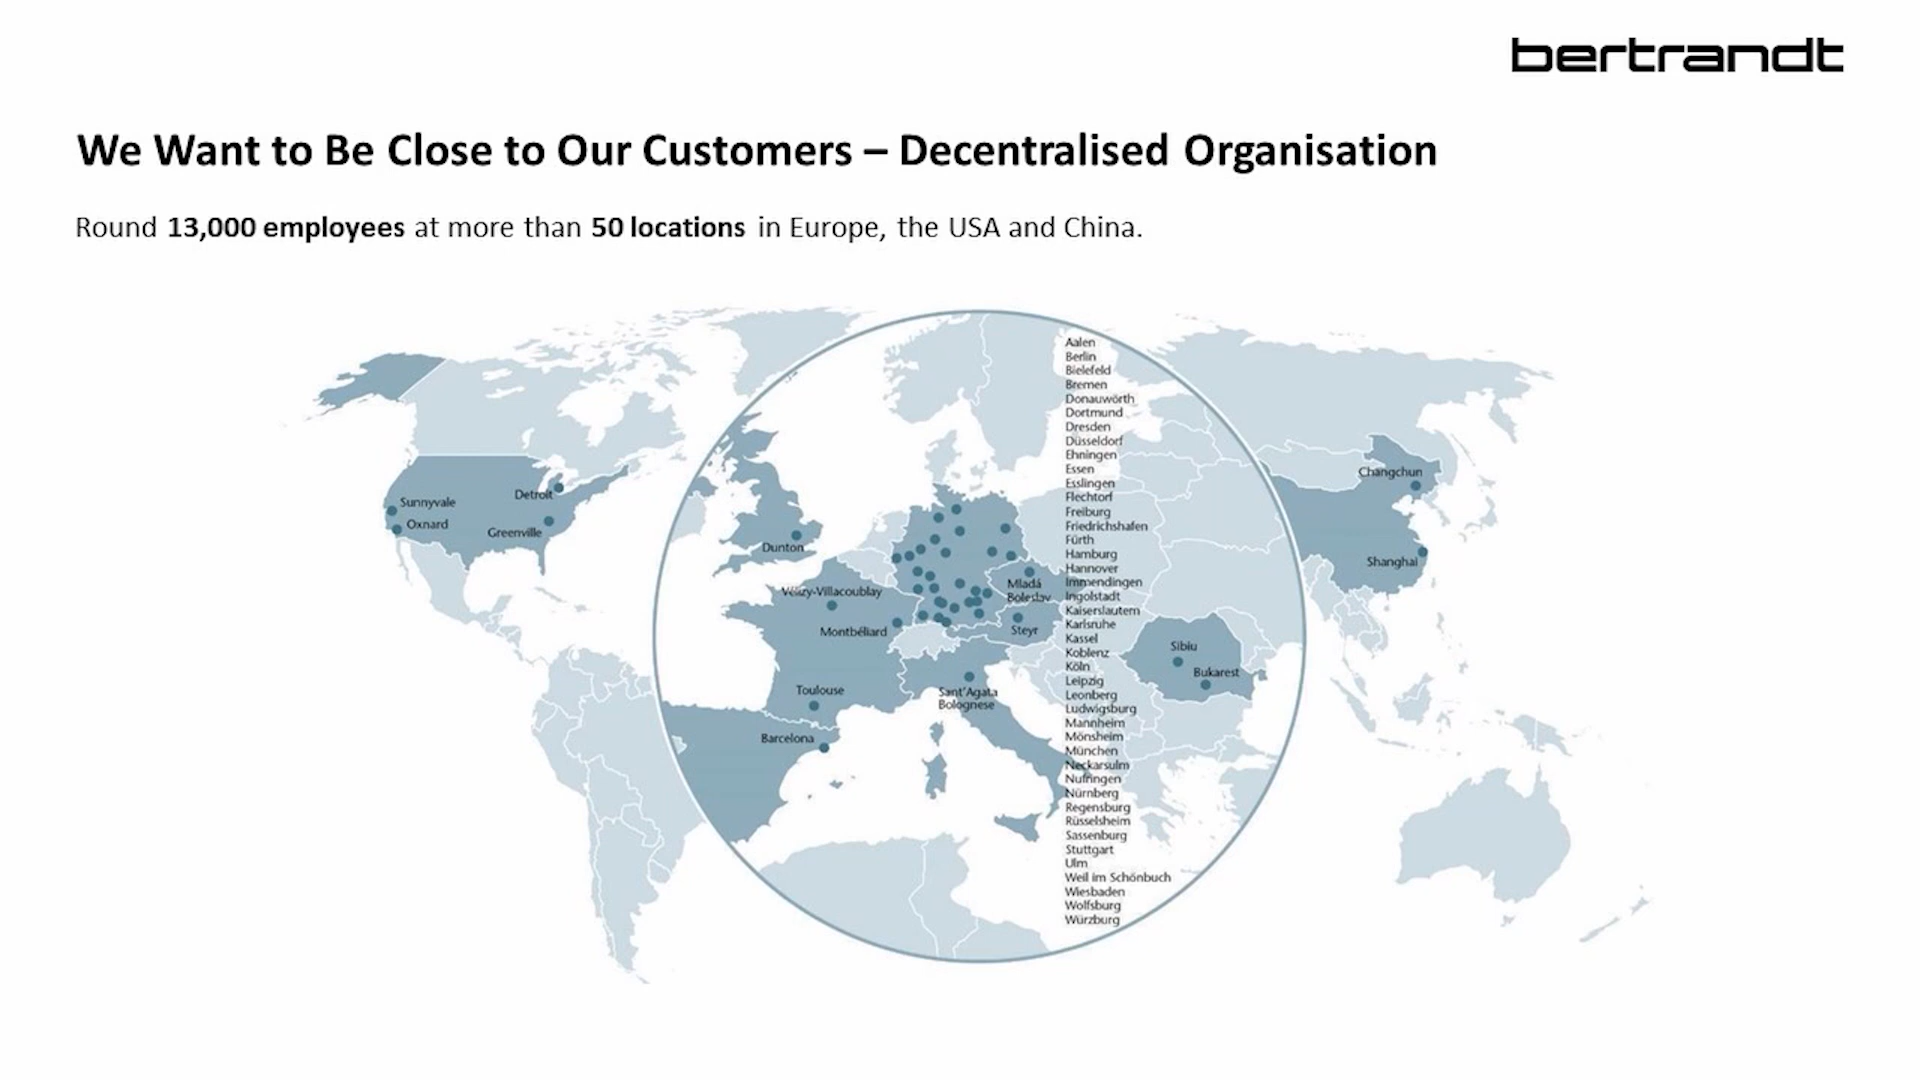 bertrandt
We Want to Be Close to Our Customers – Decentralised Organisation
Round 13,000 employees at more than 50 locations in Europe, the USA and China.
Sunnyvale
Oxnard
Detroit
Greenville
Dunton
Vélizy-Villacoublay
Montbéliard
Toulouse
Barcelona
Sant'Agata
Bolognese
Mladá
Boleslav
Steyr
Aalen
Berlin
Bielefeld
Bremen
Donauwörth
Dortmund
Dresden
Düsseldorf
Ehningen
Essen
Esslingen
Flechtorf
Freiburg
Friedrichshafen
Fürth
Hamburg
Hannover
Immendingen
Ingolstadt
Kaiserslautern
Karlsruhe
Kassel
Koblenz
Köln
Leipzig
Leonberg
Ludwigsburg
Mannheim
Mönsheim
München
Neckarsulm
Nufringen
Nürnberg
Regensburg
Rüsselsheim
Sassenburg
Stuttgart
Ulm
Weil im Schönbuch
Wiesbaden
Wolfsburg
Würzburg
Sibiu
Bukarest
Changchun
Shanghai